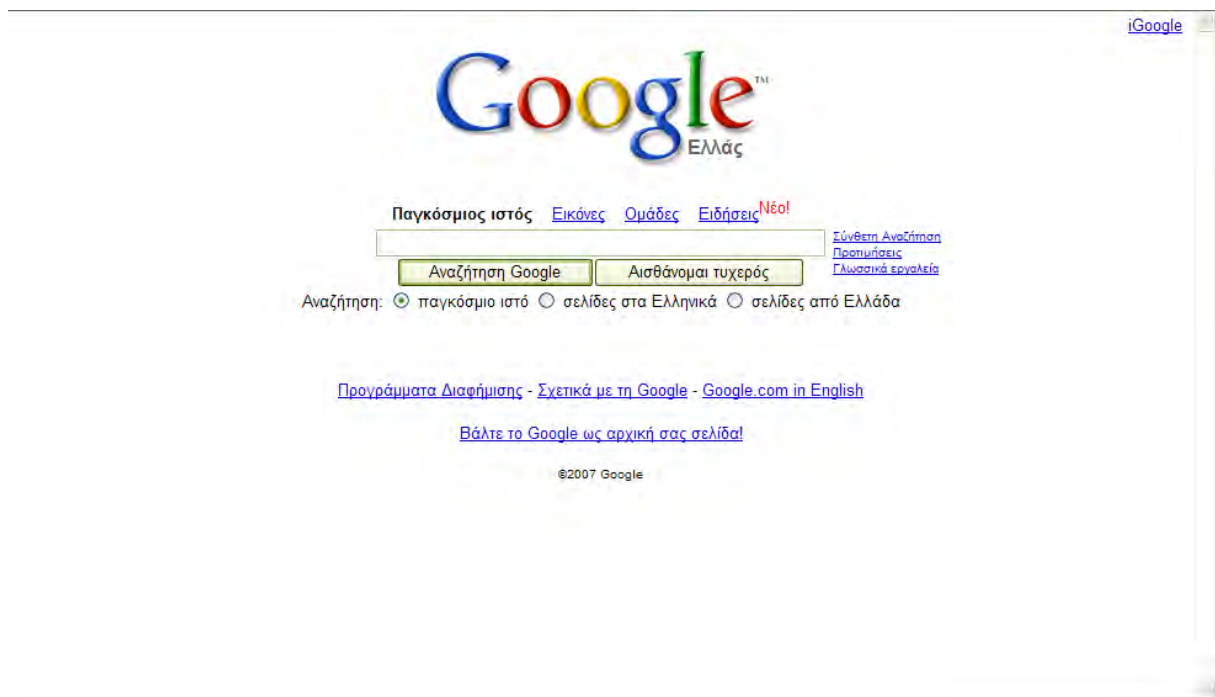 iGoogle
Google™
Ελλάς
Παγκόσμιος ιστός Εικόνες Ομάδες Ειδήσεις Νέο!
Σύνθετη Αναζήτηση
Προτιμήσεις
Γλωσσικά εργαλεία
Αναζήτηση Google Αισθάνομαι τυχερός
Αναζήτηση: παγκόσμιο ιστό σελίδες στα Ελληνικά σελίδες από Ελλάδα
Προγράμματα Διαφήμισης - Σχετικά με τη Google - Google.com in English
Βάλτε το Google ως αρχική σας σελίδα!
©2007 Google